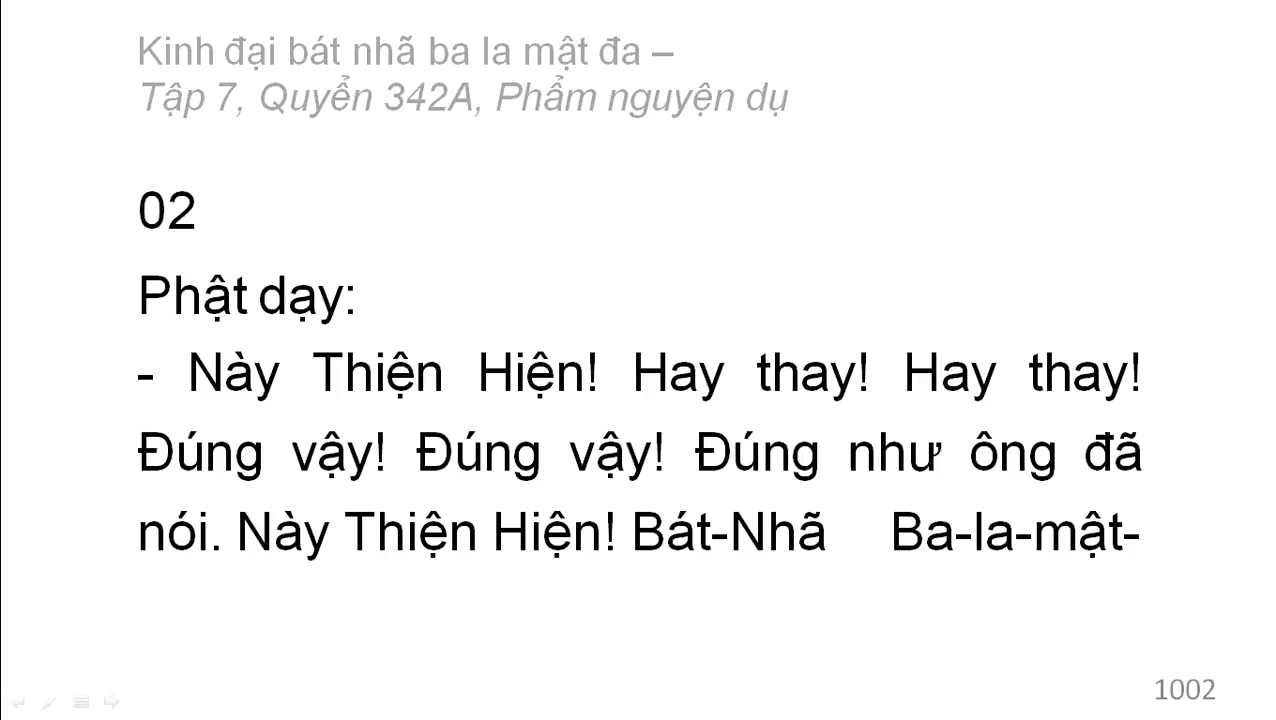 Kinh đại bát nhã ba la mật đa –
Tập 7, Quyển 342A, Phẩm nguyện dụ
02
Phật dạy:
- Này Thiện Hiện! Hay thay! Hay thay!
Đúng vậy! Đúng vậy! Đúng như ông đã
nói. Này Thiện Hiện! Bát-Nhã Ba-la-mật-
1002